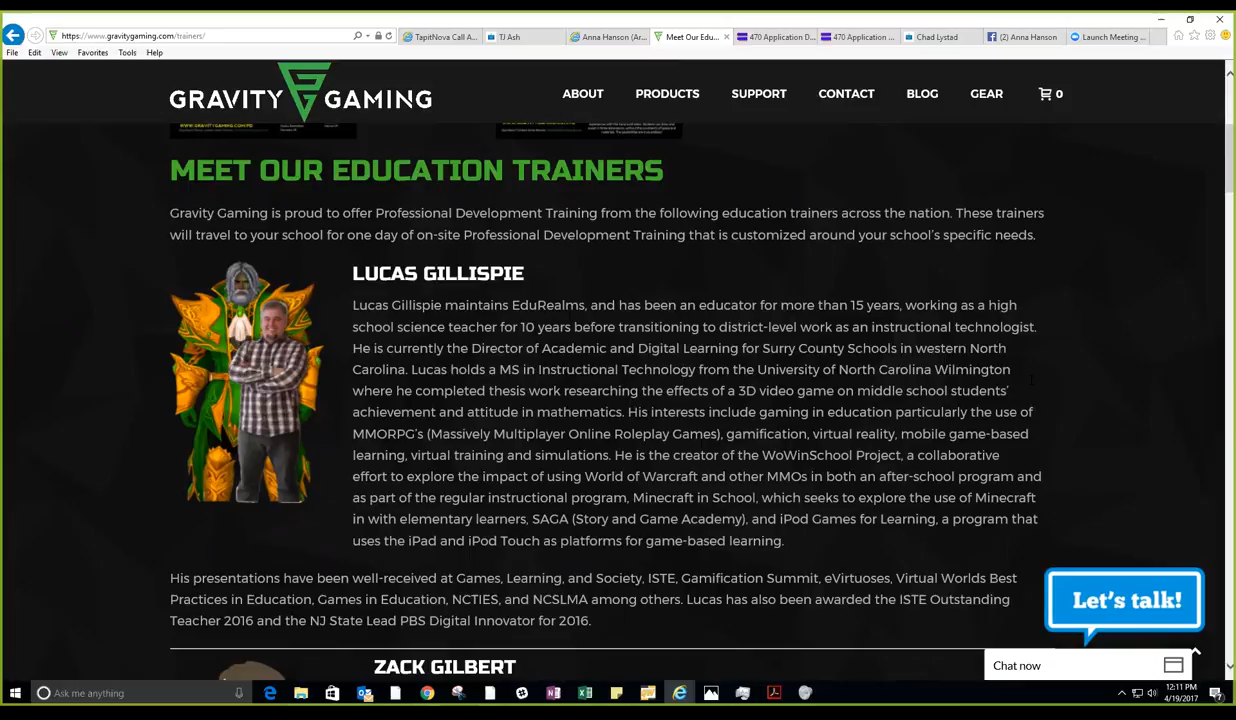 https://www.gravitygaming.com/trainers/
TapitNova Call A...
TJ Ash
Anna Hanson (Ar...
Meet Our Edu...
470 Application D...
470 Application ...
Chad Lystad
(2) Anna Hanson
Launch Meeting ...
File Edit View Favorites Tools Help
GRAVITY GAMING
ABOUT PRODUCTS SUPPORT CONTACT BLOG GEAR 0
WWW.GRAVITYGAMING.COM/PD
MEET OUR EDUCATION TRAINERS
Gravity Gaming is proud to offer Professional Development Training from the following education trainers across the nation. These trainers
will travel to your school for one day of on-site Professional Development Training that is customized around your school's specific needs.
LUCAS GILLISPIE
Lucas Gillispie maintains EduRealms, and has been an educator for more than 15 years, working as a high
school science teacher for 10 years before transitioning to district-level work as an instructional technologist.
He is currently the Director of Academic and Digital Learning for Surry County Schools in western North
Carolina. Lucas holds a MS in Instructional Technology from the University of North Carolina Wilmington
where he completed thesis work researching the effects of a 3D video game on middle school students'
achievement and attitude in mathematics. His interests include gaming in education particularly the use of
MMORPG's (Massively Multiplayer Online Roleplay Games), gamification, virtual reality, mobile game-based
learning, virtual training and simulations. He is the creator of the WoWinSchool Project, a collaborative
effort to explore the impact of using World of Warcraft and other MMOs in both an after-school program and
as part of the regular instructional program, Minecraft in School, which seeks to explore the use of Minecraft
in with elementary learners, SAGA (Story and Game Academy), and iPod Games for Learning, a program that
uses the iPad and iPod Touch as platforms for game-based learning.
His presentations have been well-received at Games, Learning, and Society, ISTE, Gamification Summit, eVirtuoses, Virtual Worlds Best
Practices in Education, Games in Education, NCTIES, and NCSLMA among others. Lucas has also been awarded the ISTE Outstanding
Teacher 2016 and the NJ State Lead PBS Digital Innovator for 2016.
Let's talk!
ZACK GILBERT
Chat now
Ask me anything
12:11 PM
4/19/2017